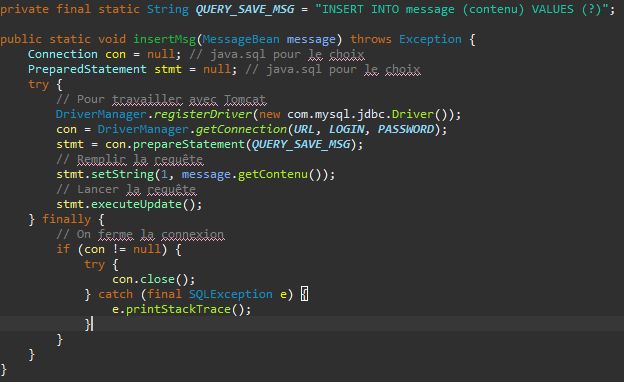 private final static String QUERY_SAVE_MSG = "INSERT INTO message (contenu) VALUES (?)";
public static void insertMsg(MessageBean message) throws Exception {
Connection con = null; // java.sql pour le choix
PreparedStatement stmt = null; // java.sql pour le choix
try {
// Pour travailler avec Tomcat
DriverManager.registerDriver(new com.mysql.jdbc.Driver());
con = DriverManager.getConnection(URL, LOGIN, PASSWORD);
stmt = con.prepareStatement(QUERY_SAVE_MSG);
// Remplir la requête
stmt.setString(1, message.getContenu());
// Lancer la requête
stmt.executeUpdate();
} finally {
// On ferme la connexion
if (con != null) {
try {
con.close();
} catch (final SQLException e) {
e.printStackTrace();
}
}
}
}